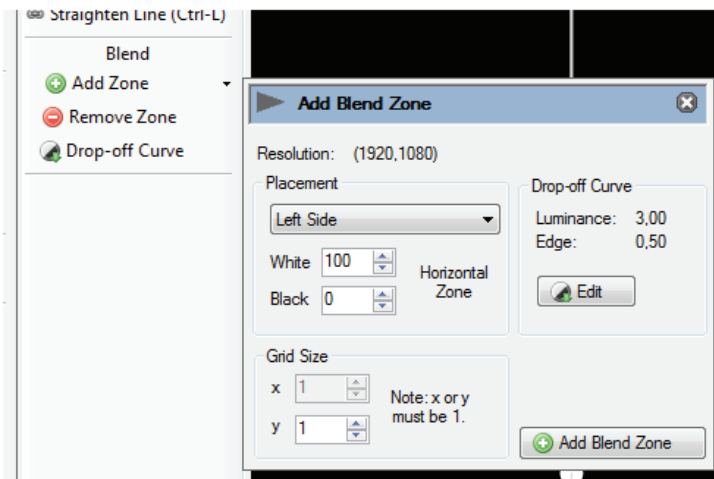 Straighten Line (Ctrl-L)
Blend
Add Zone
Remove Zone
Drop-off Curve
Add Blend Zone
Resolution: (1920,1080)
Placement
Left Side
White 100
Black 0
Horizontal
Zone
Drop-off Curve
Luminance: 3,00
Edge: 0,50
Edit
Grid Size
x 1
y 1
Note: x or y
must be 1.
Add Blend Zone